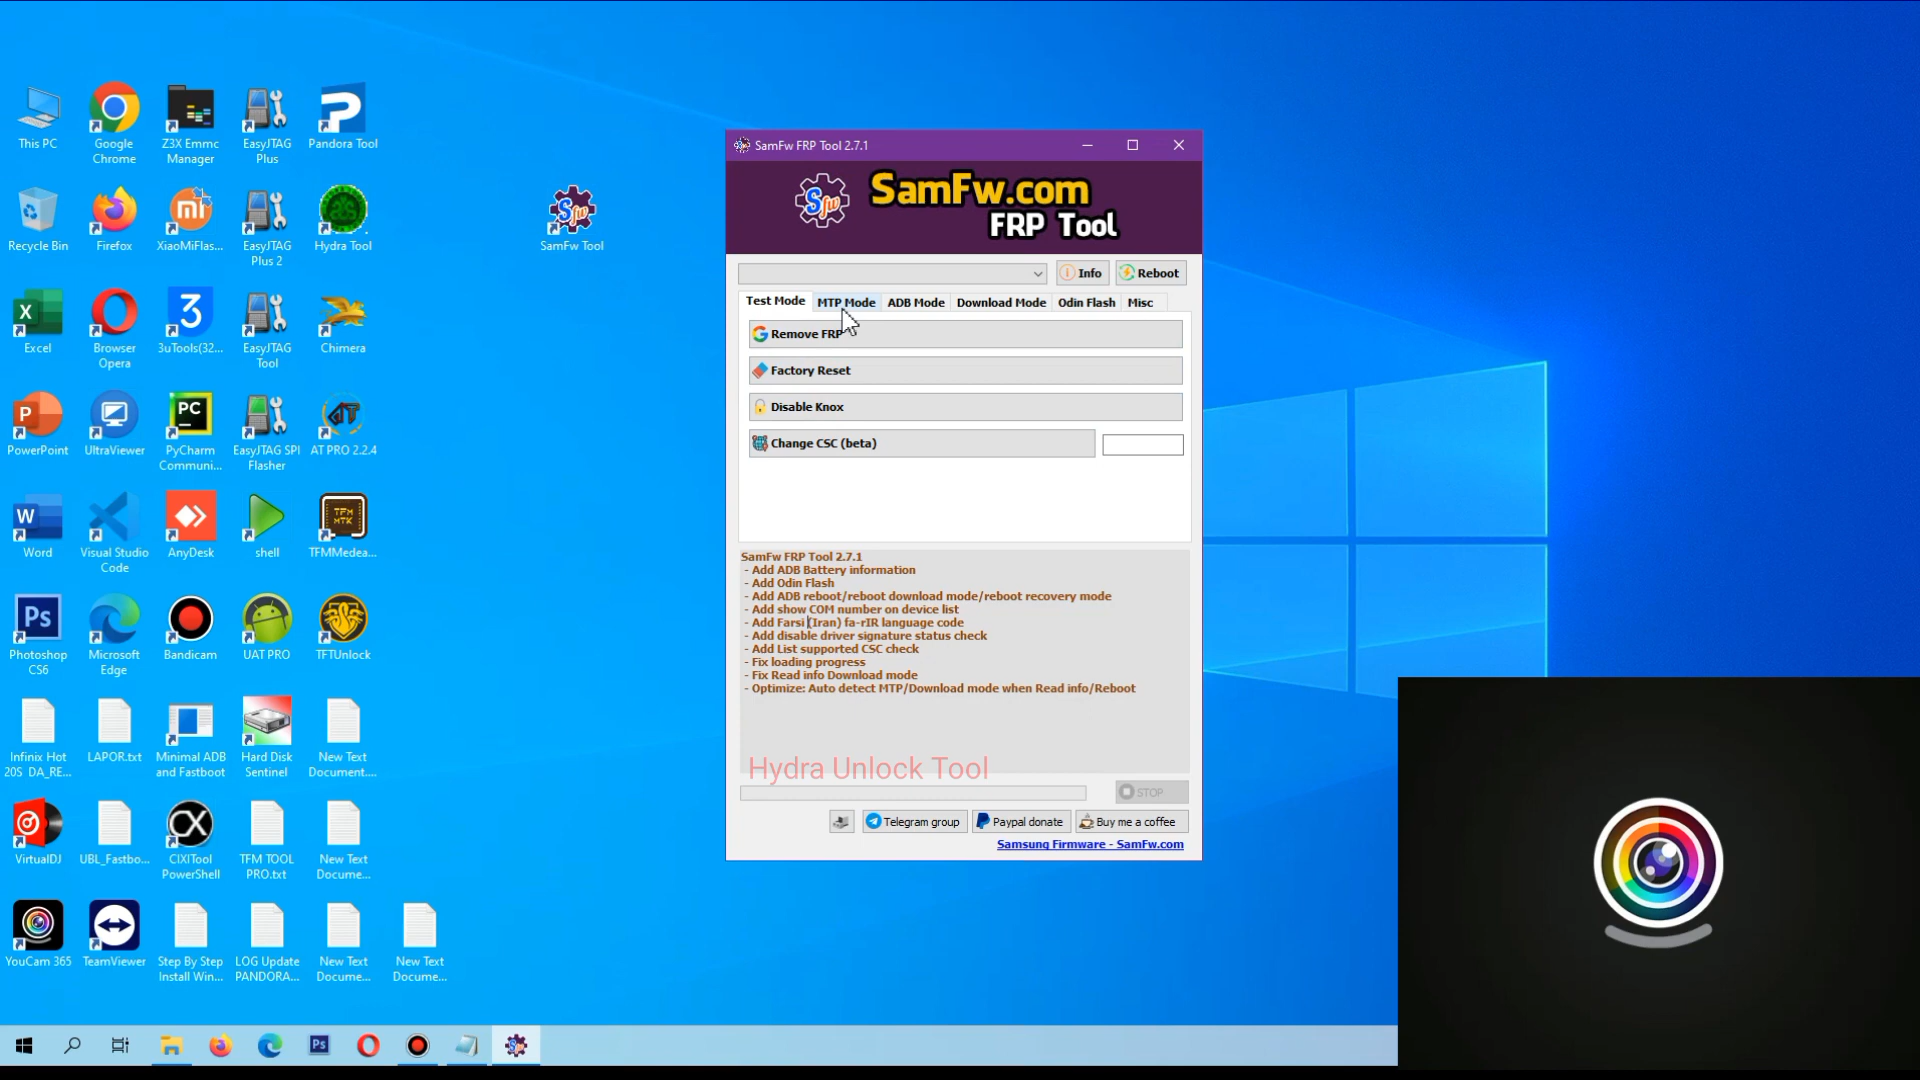 This PC
Google
Chrome
Z3X Emmc
Manager
EasyJTAG
Plus
Pandora Tool
Recycle Bin
Firefox
XiaoMiFlas...
EasyJTAG
Plus 2
Hydra Tool
SamFw Tool
Excel
Browser
Opera
3uTools(32...
EasyJTAG
Tool
Chimera
PowerPoint
UltraViewer
PyCharm
Communi...
EasyJTAG SPI
Flasher
AT PRO 2.2.4
Word
Visual Studio
Code
AnyDesk
shell
TFMMedea...
Photoshop
CS6
Microsoft
Edge
Bandicam
UAT PRO
TFTUnlock
Infinix Hot
20S DA_RE...
LAPOR.txt
Minimal ADB
and Fastboot
Hard Disk
Sentinel
New Text
Document....
VirtualDJ
UBL_Fastbo...
CIXITool
PowerShell
TFM TOOL
PRO.txt
New Text
Docume...
YouCam 365
TeamViewer
Step By Step
Install Win...
LOG Update
PANDORA...
New Text
Docume...
New Text
Docume...
SamFw FRP Tool 2.7.1
Sfw
SamFw.com
FRP Tool
Info
Reboot
Test Mode
MTP Mode
ADB Mode
Download Mode
Odin Flash
Misc
Remove FRP
Factory Reset
Disable Knox
Change CSC (beta)
SamFw FRP Tool 2.7.1
- Add ADB Battery information
- Add Odin Flash
- Add ADB reboot/reboot download mode/reboot recovery mode
- Add show COM number on device list
- Add Farsi (Iran) fa-rIR language code
- Add disable driver signature status check
- Add List supported CSC check
- Fix loading progress
- Fix Read info Download mode
- Optimize: Auto detect MTP/Download mode when Read info/Reboot
Hydra Unlock Tool
STOP
Telegram group
Paypal donate
Buy me a coffee
Samsung Firmware - SamFw.com